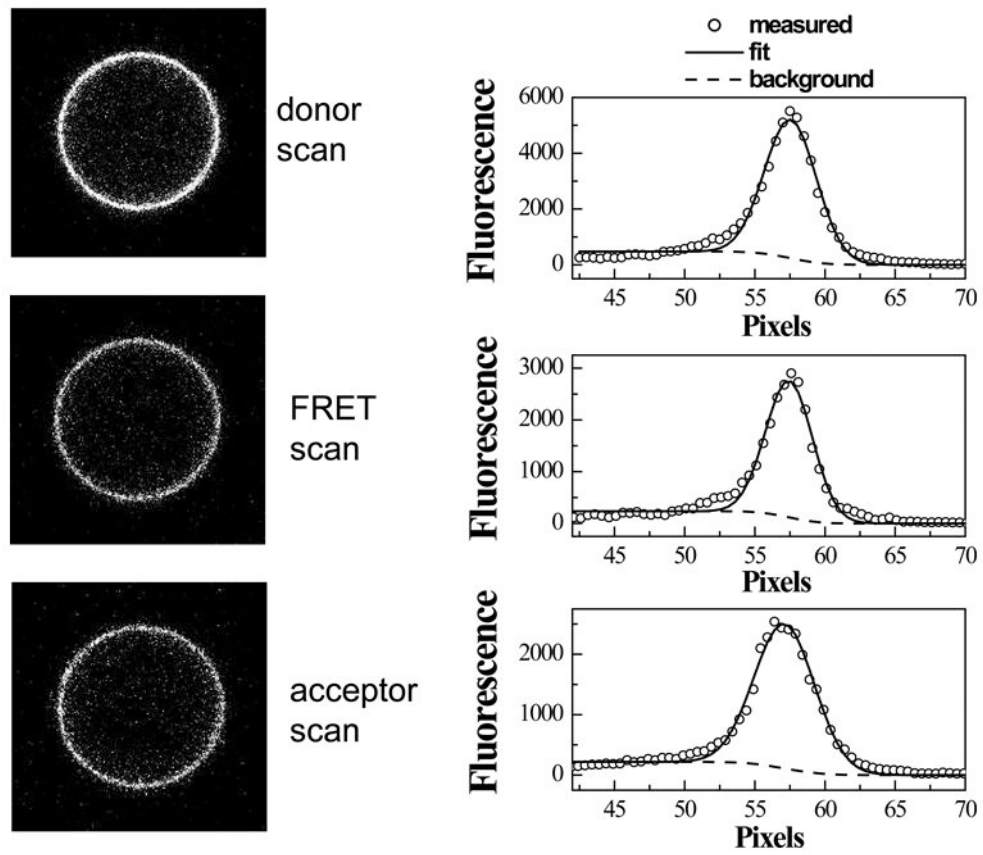 donor
scan
FRET
scan
acceptor
scan
measured
fit
background
Fluorescence
6000
4000
2000
0
45 50 55 60 65 70
Pixels
Fluorescence
3000
2000
1000
0
45 50 55 60 65 70
Pixels
Fluorescence
2000
1000
0
45 50 55 60 65 70
Pixels